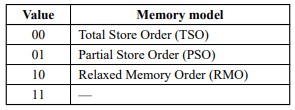 Value Memory model
00 Total Store Order (TSO)
01 Partial Store Order (PSO)
10 Relaxed Memory Order (RMO)
11 —